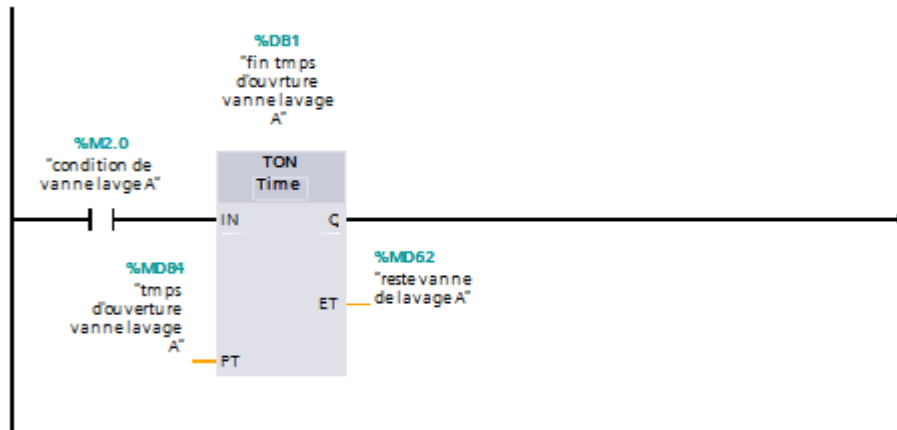 %DB1
"fin tmps
d'ouvrture
vanne lavage
A"
%M2.0
"condition de
vanne lavge A"
TON
Time
IN
Q
%MD84
"tmps
d'ouverture
vanne lavage
A"
PT
%MD62
"reste vanne
de lavage A"
ET